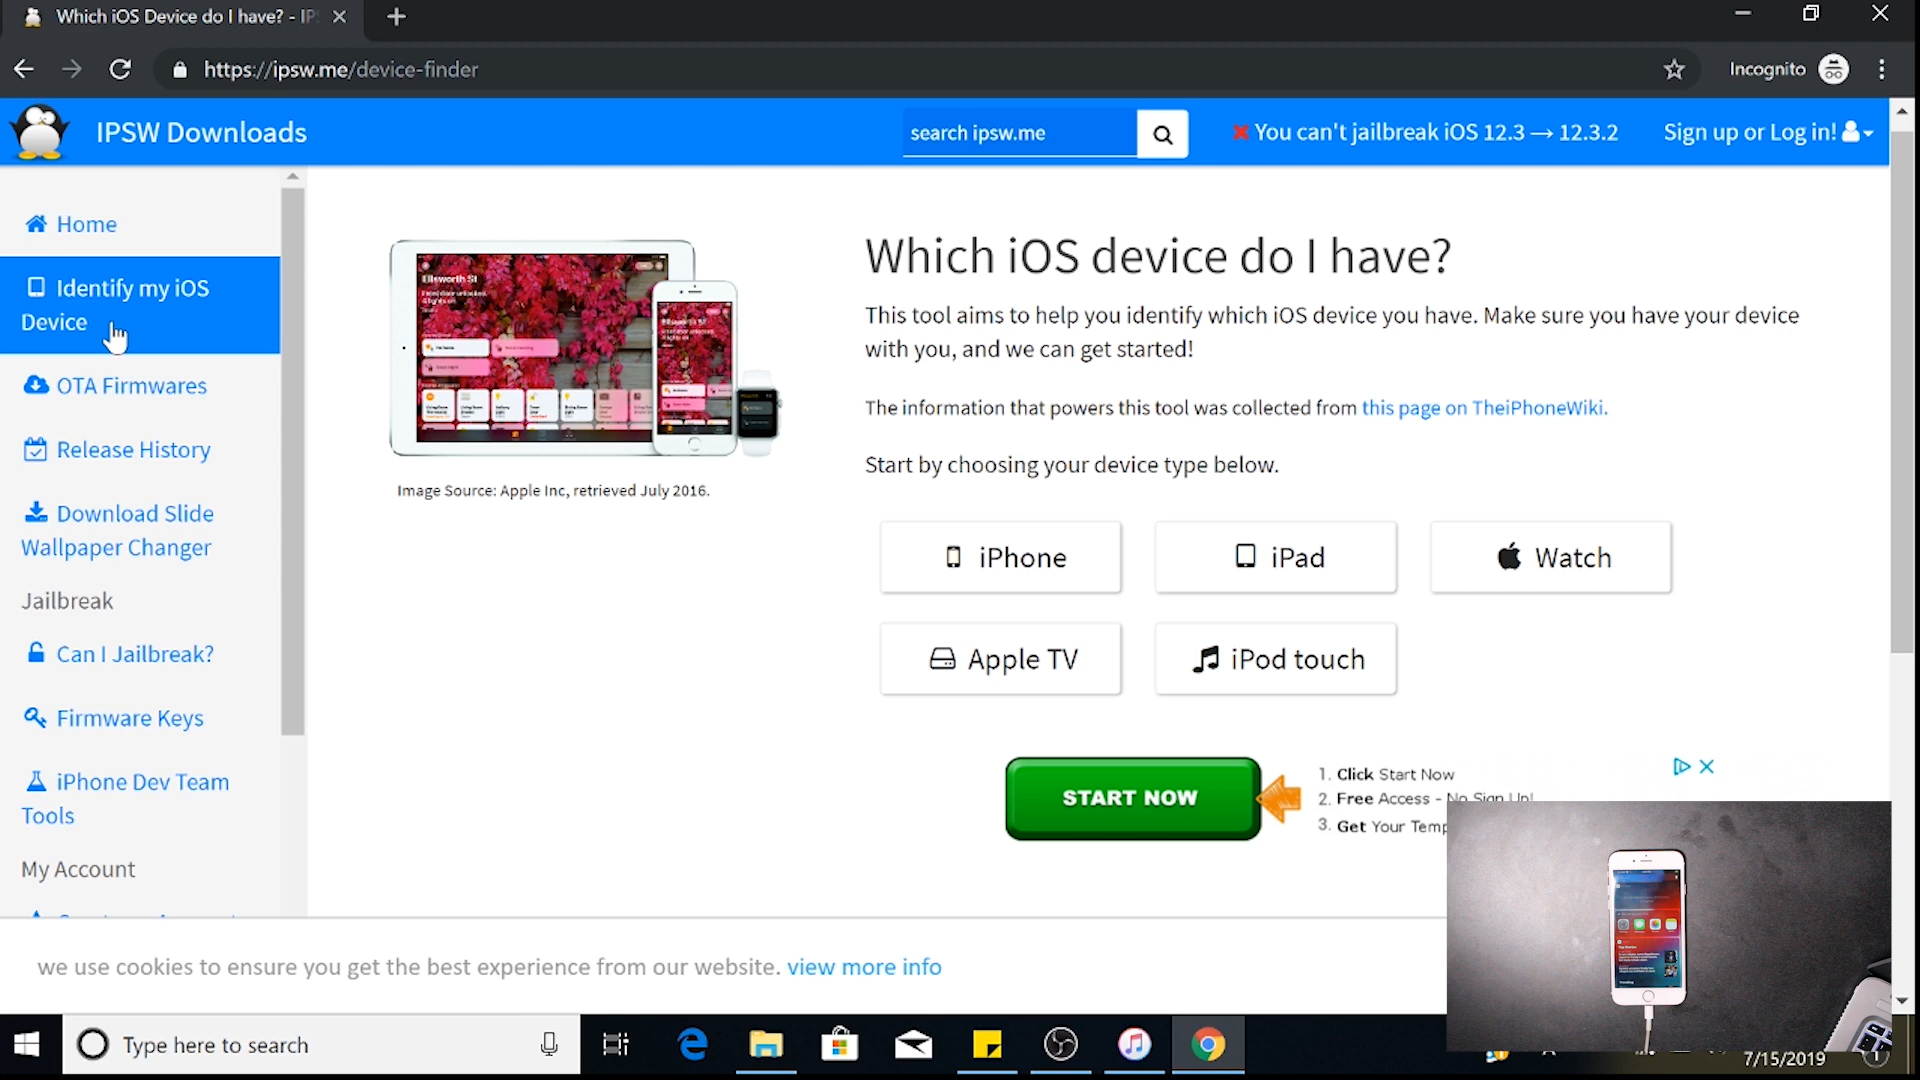 Which iOS Device do I have? - IPS
https://ipsw.me/device-finder
Incognito
IPSW Downloads
search ipsw.me
You can't jailbreak iOS 12.3 → 12.3.2
Sign up or Log in!
Home
Identify my iOS
Device
OTA Firmwares
Release History
Download Slide
Wallpaper Changer
Jailbreak
Can I Jailbreak?
Firmware Keys
iPhone Dev Team
Tools
My Account
Image Source: Apple Inc, retrieved July 2016.
Which iOS device do I have?
This tool aims to help you identify which iOS device you have. Make sure you have your device
with you, and we can get started!
The information that powers this tool was collected from this page on TheiPhoneWiki.
Start by choosing your device type below.
iPhone
iPad
Watch
Apple TV
iPod touch
START NOW
1. Click Start Now
2. Free Access - No Sign Up!
3. Get Your Temp
we use cookies to ensure you get the best experience from our website. view more info
Type here to search
7/15/2019